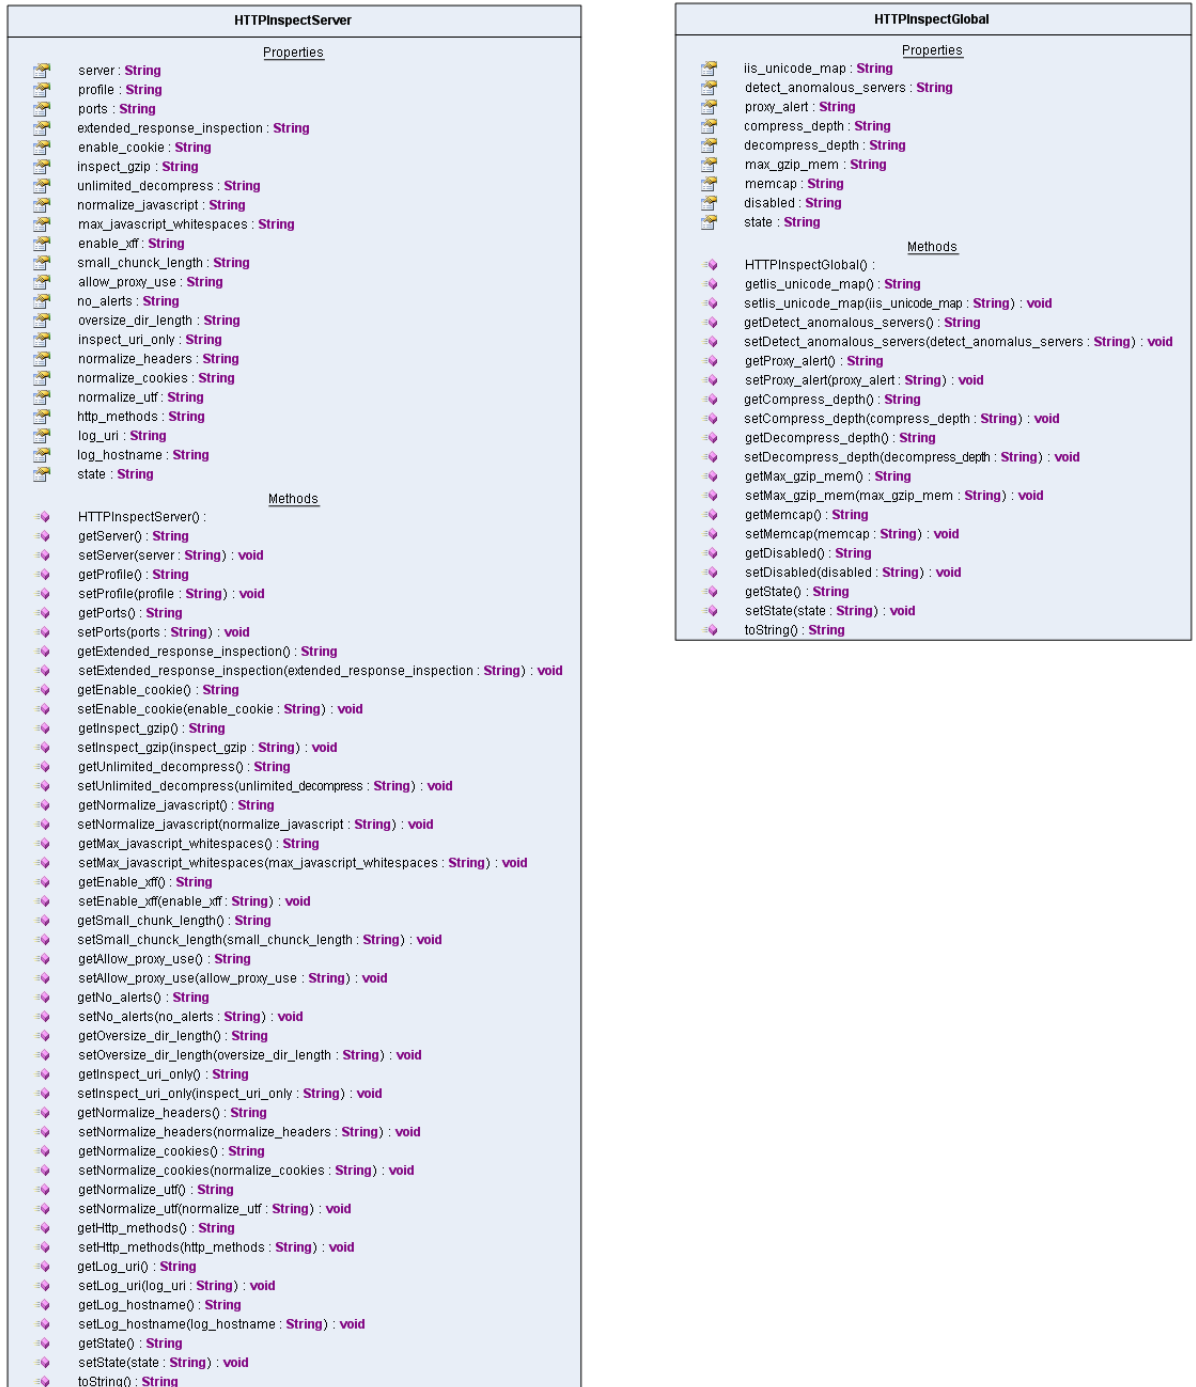 HTTPInspectServer
Properties
server : String
profile : String
ports : String
extended_response_inspection : String
enable_cookie : String
inspect_gzip : String
unlimited_decompress : String
normalize_javascript : String
max_javascript_whitespaces : String
enable_xff : String
small_chunck_length : String
allow_proxy_use : String
no_alerts : String
oversize_dir_length : String
inspect_uri_only : String
normalize_headers : String
normalize_cookies : String
normalize_utf : String
http_methods : String
log_uri : String
log_hostname : String
state : String
Methods
HTTPInspectServer() :
getServer() : String
setServer(server : String) : void
getProfile() : String
setProfile(profile : String) : void
getPorts() : String
setPorts(ports : String) : void
getExtended_response_inspection() : String
setExtended_response_inspection(extended_response_inspection : String) : void
getEnable_cookie() : String
setEnable_cookie(enable_cookie : String) : void
getInspect_gzip() : String
setInspect_gzip(inspect_gzip : String) : void
getUnlimited_decompress() : String
setUnlimited_decompress(unlimited_decompress : String) : void
getNormalize_javascript() : String
setNormalize_javascript(normalize_javascript : String) : void
getMax_javascript_whitespaces() : String
setMax_javascript_whitespaces(max_javascript_whitespaces : String) : void
getEnable_xff() : String
setEnable_xff(enable_xff : String) : void
getSmall_chunk_length() : String
setSmall_chunck_length(small_chunck_length : String) : void
getAllow_proxy_use() : String
setAllow_proxy_use(allow_proxy_use : String) : void
getNo_alerts() : String
setNo_alerts(no_alerts : String) : void
getOversize_dir_length() : String
setOversize_dir_length(oversize_dir_length : String) : void
getInspect_uri_only() : String
setInspect_uri_only(inspect_uri_only : String) : void
getNormalize_headers() : String
setNormalize_headers(normalize_headers : String) : void
getNormalize_cookies() : String
setNormalize_cookies(normalize_cookies : String) : void
getNormalize_utf() : String
setNormalize_utf(normalize_utf : String) : void
getHttp_methods() : String
setHttp_methods(http_methods : String) : void
getLog_uri() : String
setLog_uri(log_uri : String) : void
getLog_hostname() : String
setLog_hostname(log_hostname : String) : void
getState() : String
setState(state : String) : void
toString() : String
HTTPInspectGlobal
Properties
iis_unicode_map : String
detect_anomalous_servers : String
proxy_alert : String
compress_depth : String
decompress_depth : String
max_gzip_mem : String
memcap : String
disabled : String
state : String
Methods
HTTPInspectGlobal() :
getIis_unicode_map() : String
setIis_unicode_map(iis_unicode_map : String) : void
getDetect_anomalous_servers() : String
setDetect_anomalous_servers(detect_anomalus_servers : String) : void
getProxy_alert() : String
setProxy_alert(proxy_alert : String) : void
getCompress_depth() : String
setCompress_depth(compress_depth : String) : void
getDecompress_depth() : String
setDecompress_depth(decompress_depth : String) : void
getMax_gzip_mem() : String
setMax_gzip_mem(max_gzip_mem : String) : void
getMemcap() : String
setMemcap(memcap : String) : void
getDisabled() : String
setDisabled(disabled : String) : void
getState() : String
setState(state : String) : void
toString() : String